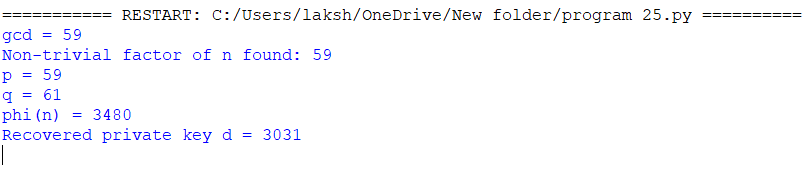 =========== RESTART: C:/Users/laksh/OneDrive/New folder/program 25.py ==========
gcd = 59
Non-trivial factor of n found: 59
p = 59
q = 61
phi(n) = 3480
Recovered private key d = 3031